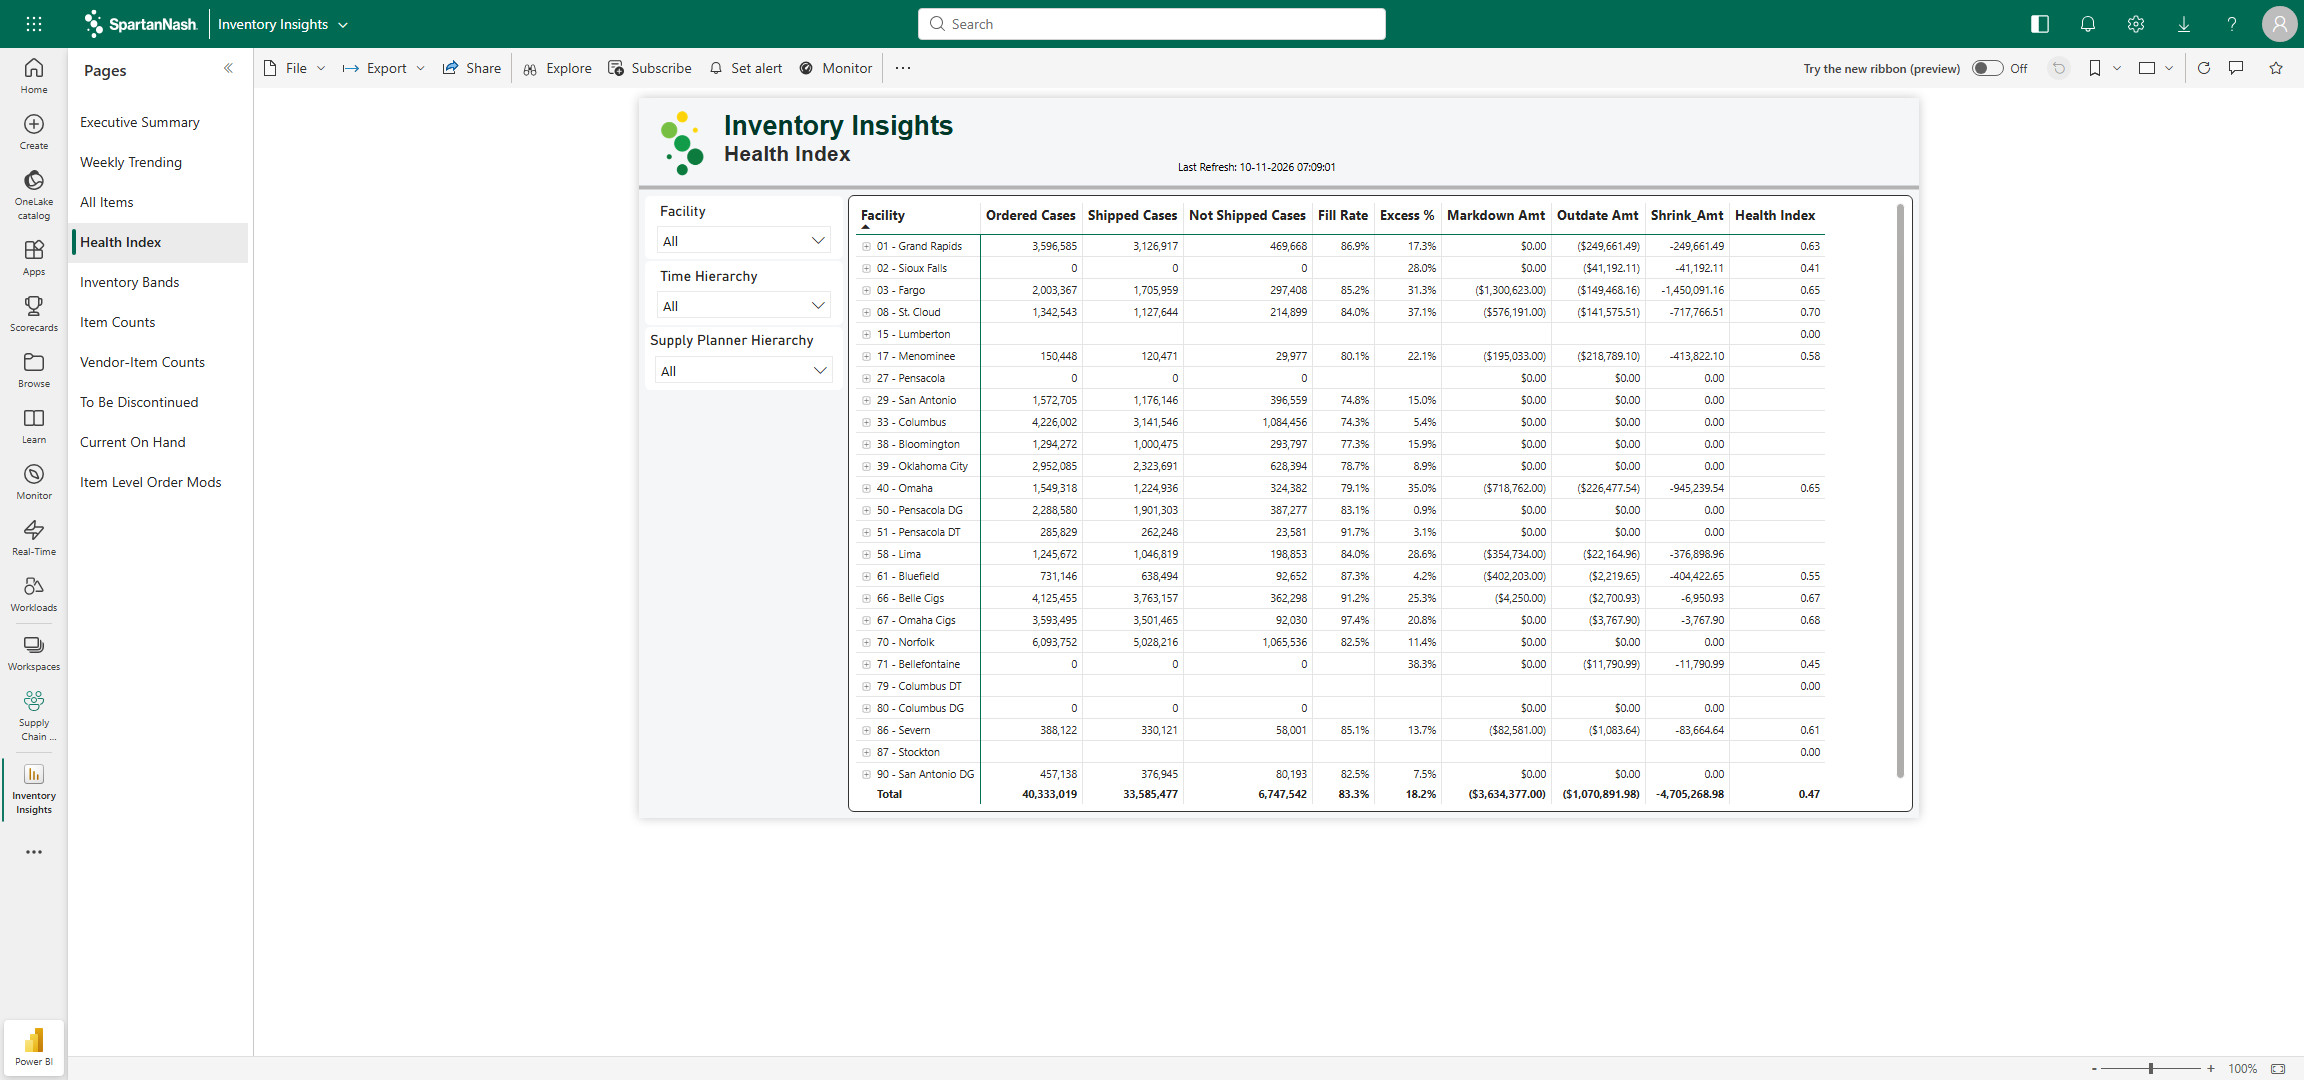 SpartanNash Inventory Insights
Search
Home
Create
OneLake catalog
Apps
Scorecards
Browse
Learn
Monitor
Real-Time
Workloads
Workspaces
Supply Chain ...
Inventory Insights
Power BI
Pages
Executive Summary
Weekly Trending
All Items
Health Index
Inventory Bands
Item Counts
Vendor-Item Counts
To Be Discontinued
Current On Hand
Item Level Order Mods
File Export Share Explore Subscribe Set alert Monitor ... Try the new ribbon (preview) Off
Inventory Insights
Health Index
Last Refresh: 10-11-2026 07:09:01
Facility
All
Time Hierarchy
All
Supply Planner Hierarchy
All
Facility Ordered Cases Shipped Cases Not Shipped Cases Fill Rate Excess % Markdown Amt Outdate Amt Shrink_Amt Health Index
01 - Grand Rapids 3,596,585 3,126,917 469,668 86.9% 17.3% $0.00 ($249,661.49) -249,661.49 0.63
02 - Sioux Falls 0 0 0 28.0% $0.00 ($41,192.11) -41,192.11 0.41
03 - Fargo 2,003,367 1,705,959 297,408 85.2% 31.3% ($1,300,623.00) ($149,468.16) -1,450,091.16 0.65
08 - St. Cloud 1,342,543 1,127,644 214,899 84.0% 37.1% ($576,191.00) ($141,575.51) -717,766.51 0.70
15 - Lumberton 0.00
17 - Menominee 150,448 120,471 29,977 80.1% 22.1% ($195,033.00) ($218,789.10) -413,822.10 0.58
27 - Pensacola 0 0 0 $0.00 $0.00 0.00
29 - San Antonio 1,572,705 1,176,146 396,559 74.8% 15.0% $0.00 $0.00 0.00
33 - Columbus 4,226,002 3,141,546 1,084,456 74.3% 5.4% $0.00 $0.00 0.00
38 - Bloomington 1,294,272 1,000,475 293,797 77.3% 15.9% $0.00 $0.00 0.00
39 - Oklahoma City 2,952,085 2,323,691 628,394 78.7% 8.9% $0.00 $0.00 0.00
40 - Omaha 1,549,318 1,224,936 324,382 79.1% 35.0% ($718,762.00) ($226,477.54) -945,239.54 0.65
50 - Pensacola DG 2,288,580 1,901,303 387,277 83.1% 0.9% $0.00 $0.00 0.00
51 - Pensacola DT 285,829 262,248 23,581 91.7% 3.1% $0.00 $0.00 0.00
58 - Lima 1,245,672 1,046,819 198,853 84.0% 28.6% ($354,734.00) ($22,164.96) -376,898.96
61 - Bluefield 731,146 638,494 92,652 87.3% 4.2% ($402,203.00) ($2,219.65) -404,422.65 0.55
66 - Belle Cigs 4,125,455 3,763,157 362,298 91.2% 25.3% ($4,250.00) ($2,700.93) -6,950.93 0.67
67 - Omaha Cigs 3,593,495 3,501,465 92,030 97.4% 20.8% $0.00 ($3,767.90) -3,767.90 0.68
70 - Norfolk 6,093,752 5,028,216 1,065,536 82.5% 11.4% $0.00 $0.00 0.00
71 - Bellefontaine 0 0 0 38.3% $0.00 ($11,790.99) -11,790.99 0.45
79 - Columbus DT 0.00
80 - Columbus DG 0 0 0 $0.00 $0.00 0.00
86 - Severn 388,122 330,121 58,001 85.1% 13.7% ($82,581.00) ($1,083.64) -83,664.64 0.61
87 - Stockton 0.00
90 - San Antonio DG 457,138 376,945 80,193 82.5% 7.5% $0.00 $0.00 0.00
Total 40,333,019 33,585,477 6,747,542 83.3% 18.2% ($3,634,377.00) ($1,070,891.98) -4,705,268.98 0.47
- + 100%